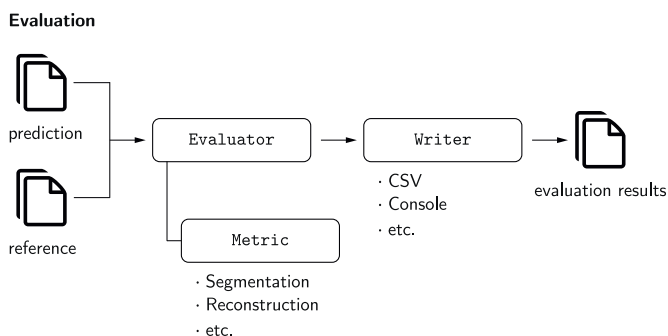 Evaluation
prediction
reference
Evaluator
Metric
· Segmentation
· Reconstruction
· etc.
Writer
· CSV
· Console
· etc.
evaluation results